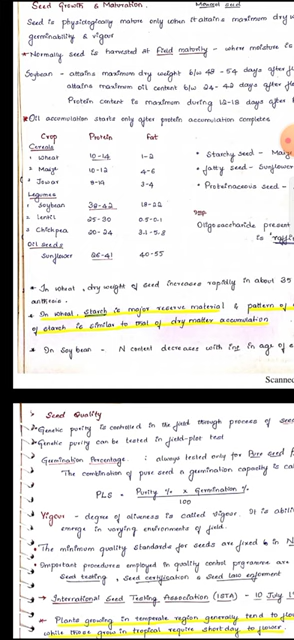 Seed Growth & Maturation.
Seed is physiologically mature only when it attains maximum dry w
germinability & vigour
* Normally seed is harvested at field maturity - where moisture is
Soybean - attains maximum dry weight b/w 48 - 54 days after
attains maximum oil content b/w 24 - 42 days after
Protein content is maximum during 12-18 days after
* Oil accumulation starts only after protein accumulation completes
Crop Protein Fat
Cereals
Wheat 10-14 1-2
Maize 10-12 4-6
Jowar 3-4
Legumes
Soybean 38-42 18-22
Lentil 25-30 0.5-0.1
Chickpea 20-24 3.1-5.8
Oil seeds
Sunflower 40-55
• Starchy seed - Maize
• fatty seed - Sunflower
• Proteinaceous seed -
Oligosaccharide present
is
* In wheat, dry weight of seed increases rapidly in about 35
anthesis.
* In wheat, starch is major reserve material & pattern of
of starch is similar to that of dry matter accumulation
* In Soybean - N content decreases with inc in age of
Scanned
Seed Quality
Genetic purity is controlled in the field through process of seed
Genetic purity can be tested in field-plot test
Germination Percentage : always tested only for Pure seed
"The combination of pure seed & germination capacity is
PLS = Purity % x Germination %
100
Vigour - degree of aliveness is called vigour. It is
emerge in varying environments of field.
• The minimum quality standards for seeds are fixed in
• Important procedures employed in quality control programme are
Seed testing, Seed certification & Seed law
International Seed Testing Association (ISTA) - 10 July
* Plants growing in temperate region generally tend to
while those growing in tropical require short day to flower.